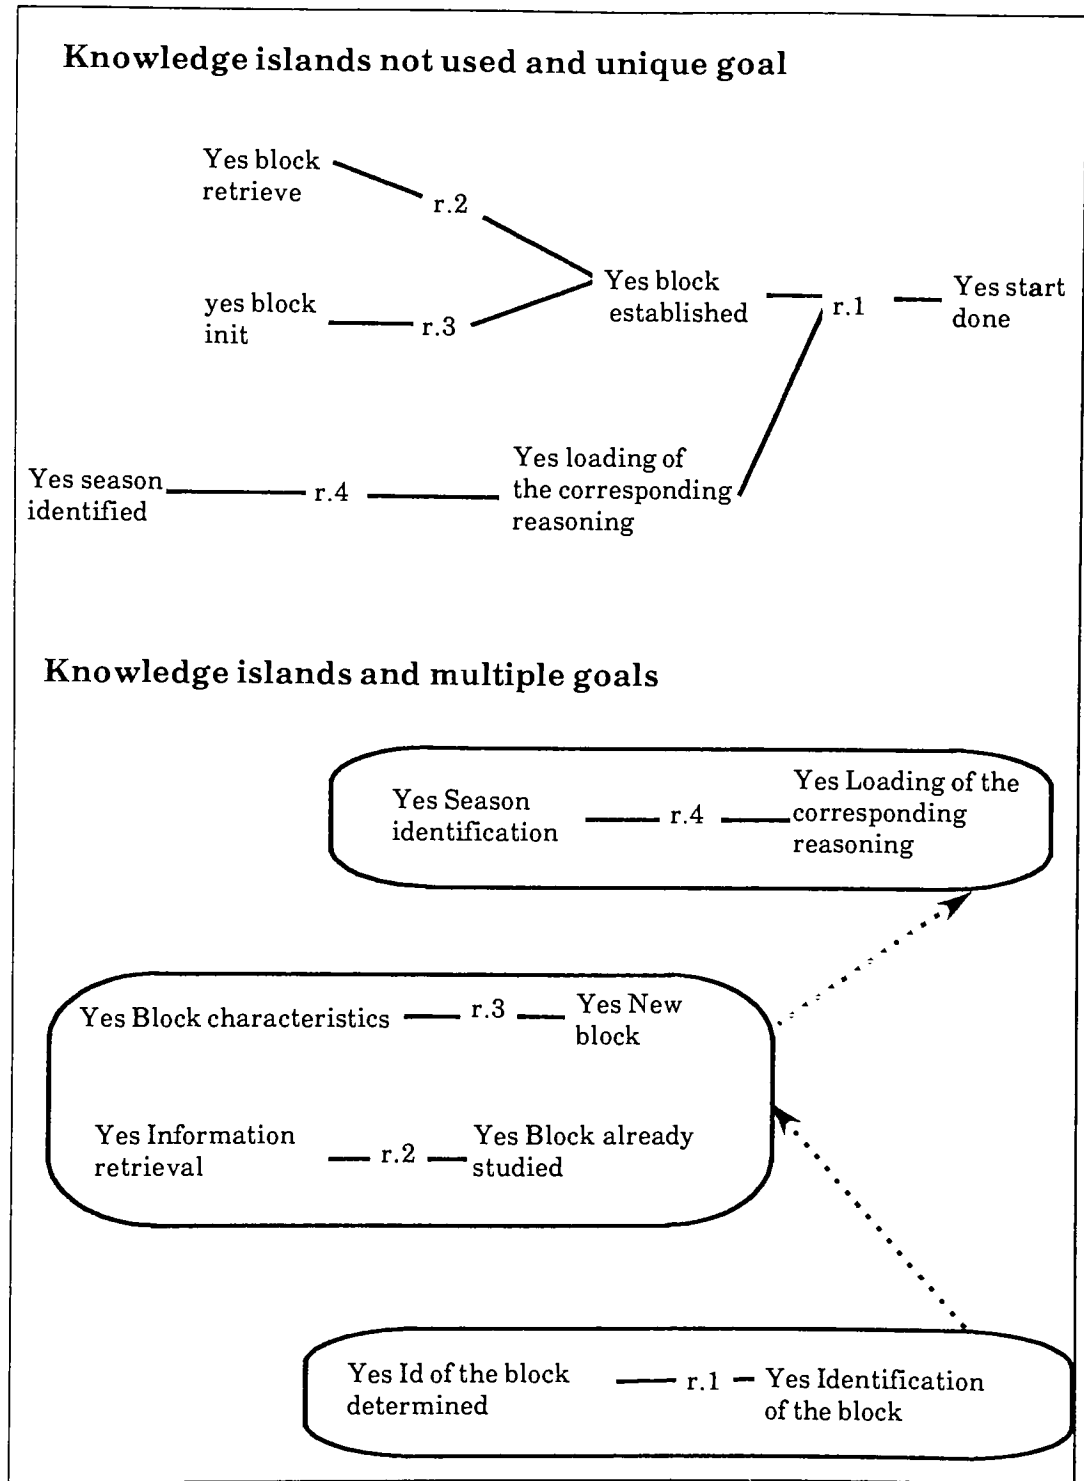 Knowledge islands not used and unique goal
Yes block
retrieve
r.2
yes block
init
r.3
Yes block
established
r.1
Yes start
done
Yes season
identified
r.4
Yes loading of
the corresponding
reasoning
Knowledge islands and multiple goals
Yes Season
identification
r.4
Yes Loading of the
corresponding
reasoning
Yes Block characteristics
r.3
Yes New
block
Yes Information
retrieval
r.2
Yes Block already
studied
Yes Id of the block
determined
r.1
Yes Identification
of the block